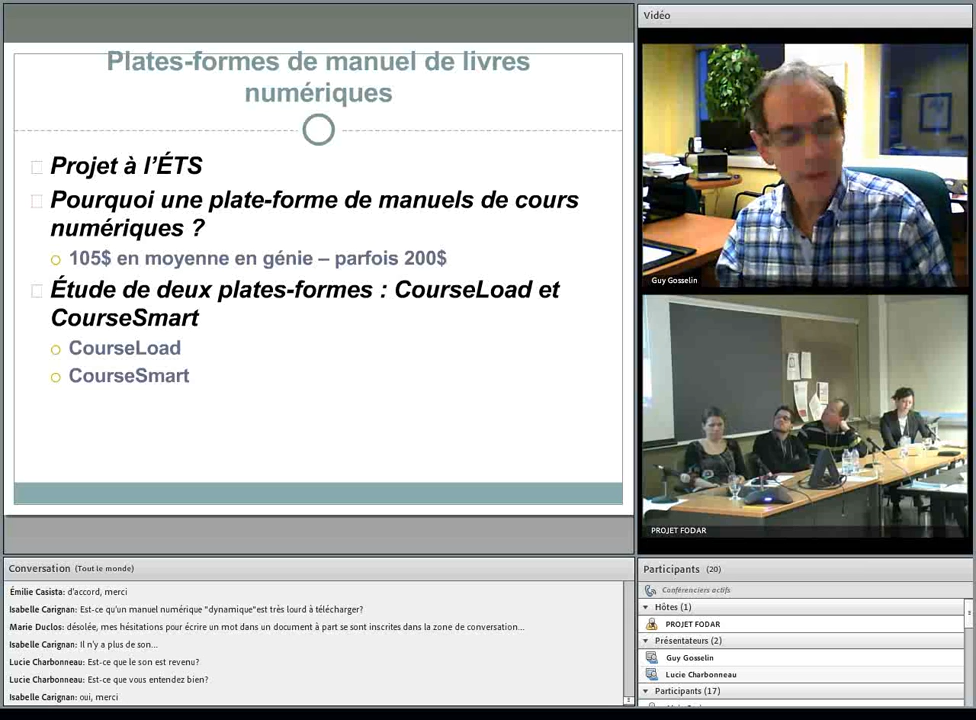 Plates-formes de manuel de livres
numériques
Projet à l'ÉTS
Pourquoi une plate-forme de manuels de cours
numériques ?
105$ en moyenne en génie – parfois 200$
Étude de deux plates-formes : CourseLoad et
CourseSmart
CourseLoad
CourseSmart
Vidéo
Guy Gosselin
PROJET FODAR
Conversation (Tout le monde)
Émilie Casista: d'accord, merci
Isabelle Carignan: Est-ce qu'un manuel numérique "dynamique"est très lourd à télécharger?
Marie Duclos: désolée, mes hésitations pour écrire un mot dans un document à part se sont inscrites dans la zone de conversation...
Isabelle Carignan: Il n'y a plus de son...
Lucie Charbonneau: Est-ce que le son est revenu?
Lucie Charbonneau: Est-ce que vous entendez bien?
Isabelle Carignan: oui, merci
Participants (20)
Conférenciers actifs
Hôtes (1)
PROJET FODAR
Présentateurs (2)
Guy Gosselin
Lucie Charbonneau
Participants (17)